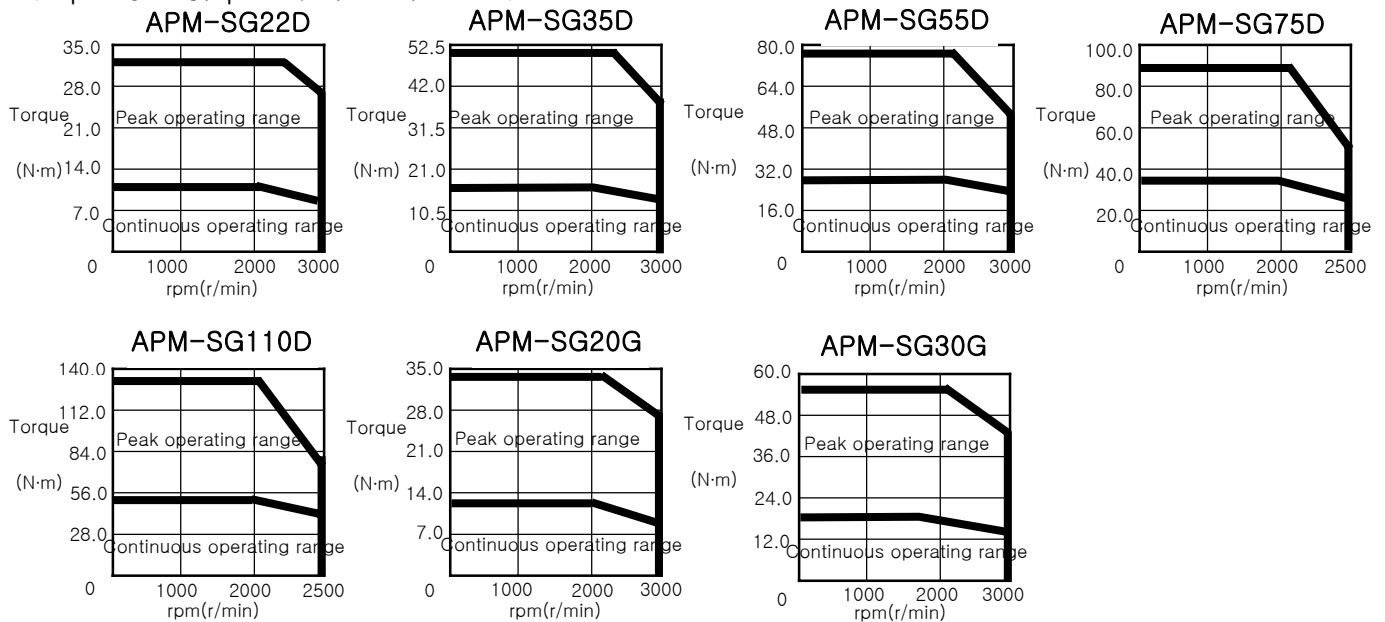 APM-SG22D
35.0
28.0
Torque
21.0
(N·m)
14.0
7.0
0
Peak operating range
Continuous operating range
1000
2000
3000
rpm(r/min)
APM-SG35D
52.5
42.0
Torque
31.5
(N·m)
21.0
10.5
0
Peak operating range
Continuous operating range
1000
2000
3000
rpm(r/min)
APM-SG55D
80.0
64.0
Torque
48.0
(N·m)
32.0
16.0
0
Peak operating range
Continuous operating range
1000
2000
3000
rpm(r/min)
APM-SG75D
100.0
80.0
Torque
60.0
(N·m)
40.0
20.0
0
Peak operating range
Continuous operating range
1000
2000
2500
rpm(r/min)
APM-SG110D
140.0
112.0
Torque
84.0
(N·m)
56.0
28.0
0
Peak operating range
Continuous operating range
1000
2000
2500
rpm(r/min)
APM-SG20G
35.0
28.0
Torque
21.0
(N·m)
14.0
7.0
0
Peak operating range
Continuous operating range
1000
2000
3000
rpm(r/min)
APM-SG30G
60.0
48.0
Torque
36.0
(N·m)
24.0
12.0
0
Peak operating range
Continuous operating range
1000
2000
3000
rpm(r/min)